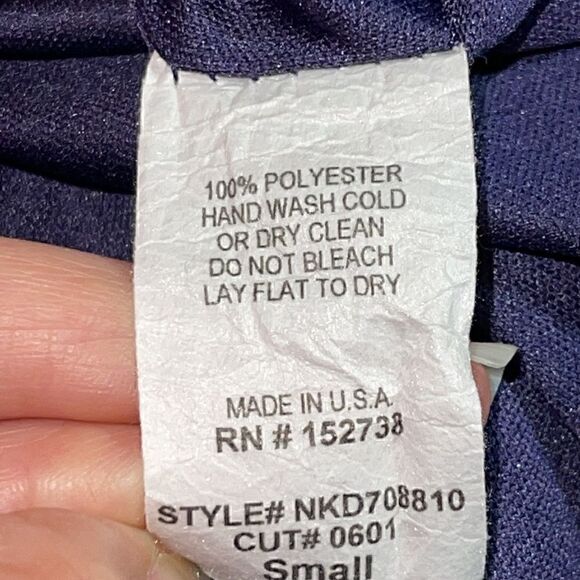 100% POLYESTER
HAND WASH COLD
OR DRY CLEAN
DO NOT BLEACH
LAY FLAT TO DRY
MADE IN U.S.A.
RN # 152738
STYLE# NKD708810
CUT# 0601
Small